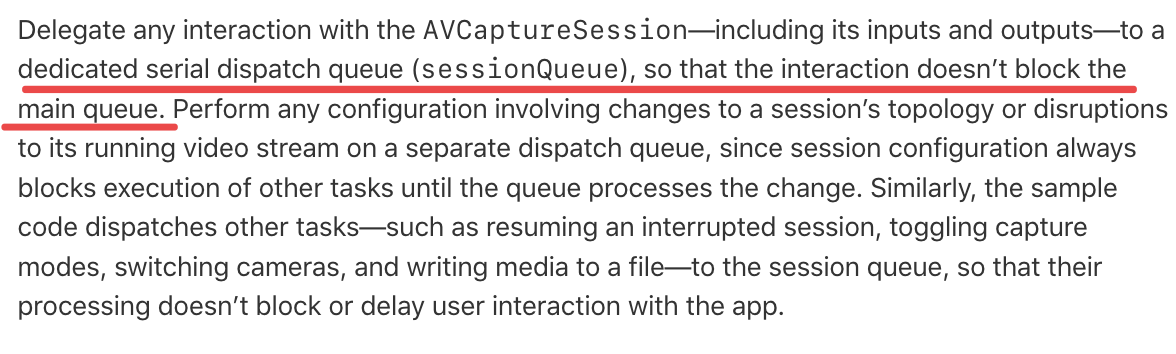 Delegate any interaction with the AVCaptureSession—including its inputs and outputs—to a
dedicated serial dispatch queue (sessionQueue), so that the interaction doesn’t block the
main queue. Perform any configuration involving changes to a session’s topology or disruptions
to its running video stream on a separate dispatch queue, since session configuration always
blocks execution of other tasks until the queue processes the change. Similarly, the sample
code dispatches other tasks—such as resuming an interrupted session, toggling capture
modes, switching cameras, and writing media to a file—to the session queue, so that their
processing doesn’t block or delay user interaction with the app.